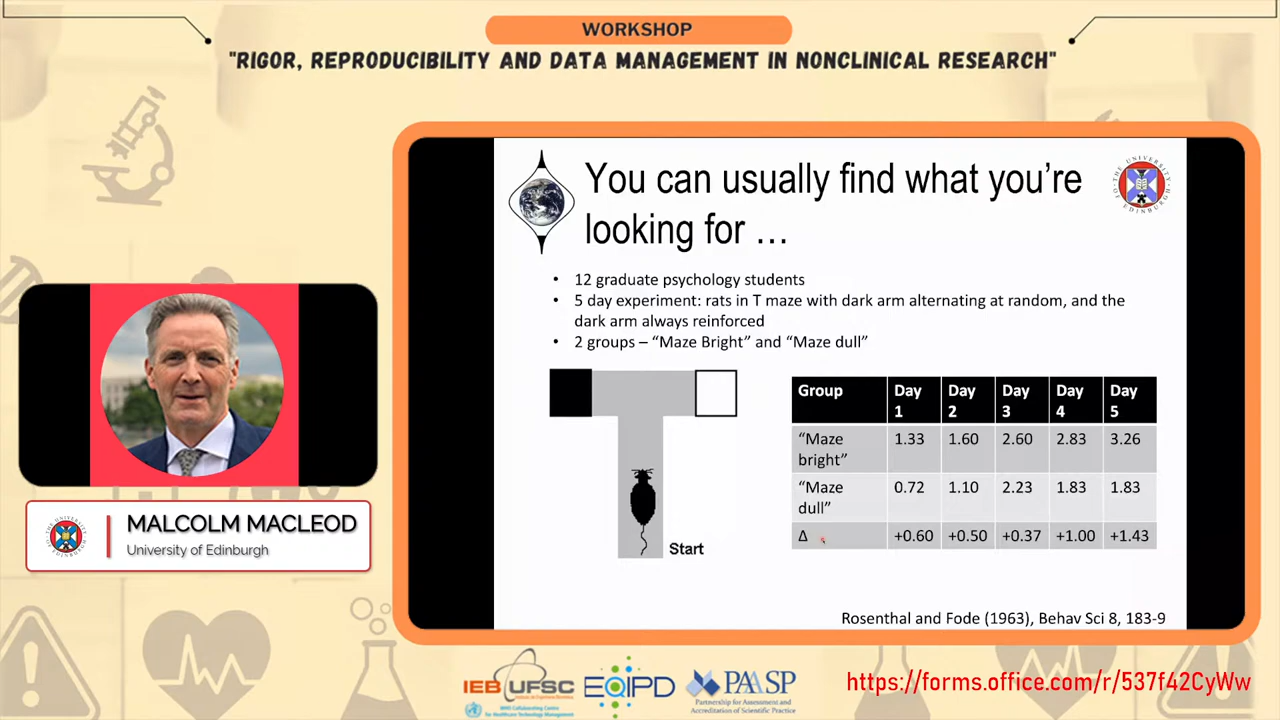 WORKSHOP
"RIGOR, REPRODUCIBILITY AND DATA MANAGEMENT IN NONCLINICAL RESEARCH"
You can usually find what you're
looking for …
THE UNIVERSITY OF EDINBURGH
• 12 graduate psychology students
• 5 day experiment: rats in T maze with dark arm alternating at random, and the
dark arm always reinforced
• 2 groups – "Maze Bright" and "Maze dull"
Start
Group Day 1 Day 2 Day 3 Day 4 Day 5
"Maze bright" 1.33 1.60 2.60 2.83 3.26
"Maze dull" 0.72 1.10 2.23 1.83 1.83
Δ +0.60 +0.50 +0.37 +1.00 +1.43
Rosenthal and Fode (1963), Behav Sci 8, 183-9
MALCOLM MACLEOD
University of Edinburgh
IEB UFSC
EQIPD
PAASP
Partnership for Assessment and
Accreditation of Scientific Practice
https://forms.office.com/r/537f42CyWw